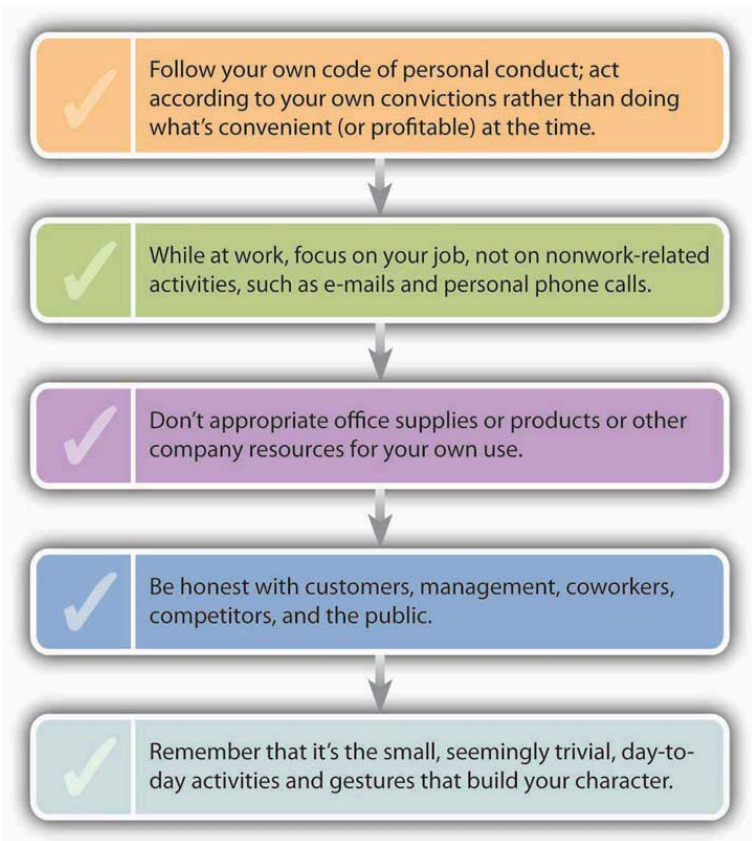 Follow your own code of personal conduct; act
according to your own convictions rather than doing
what's convenient (or profitable) at the time.
While at work, focus on your job, not on nonwork-related
activities, such as e-mails and personal phone calls.
Don't appropriate office supplies or products or other
company resources for your own use.
Be honest with customers, management, coworkers,
competitors, and the public.
Remember that it's the small, seemingly trivial, day-to-
day activities and gestures that build your character.